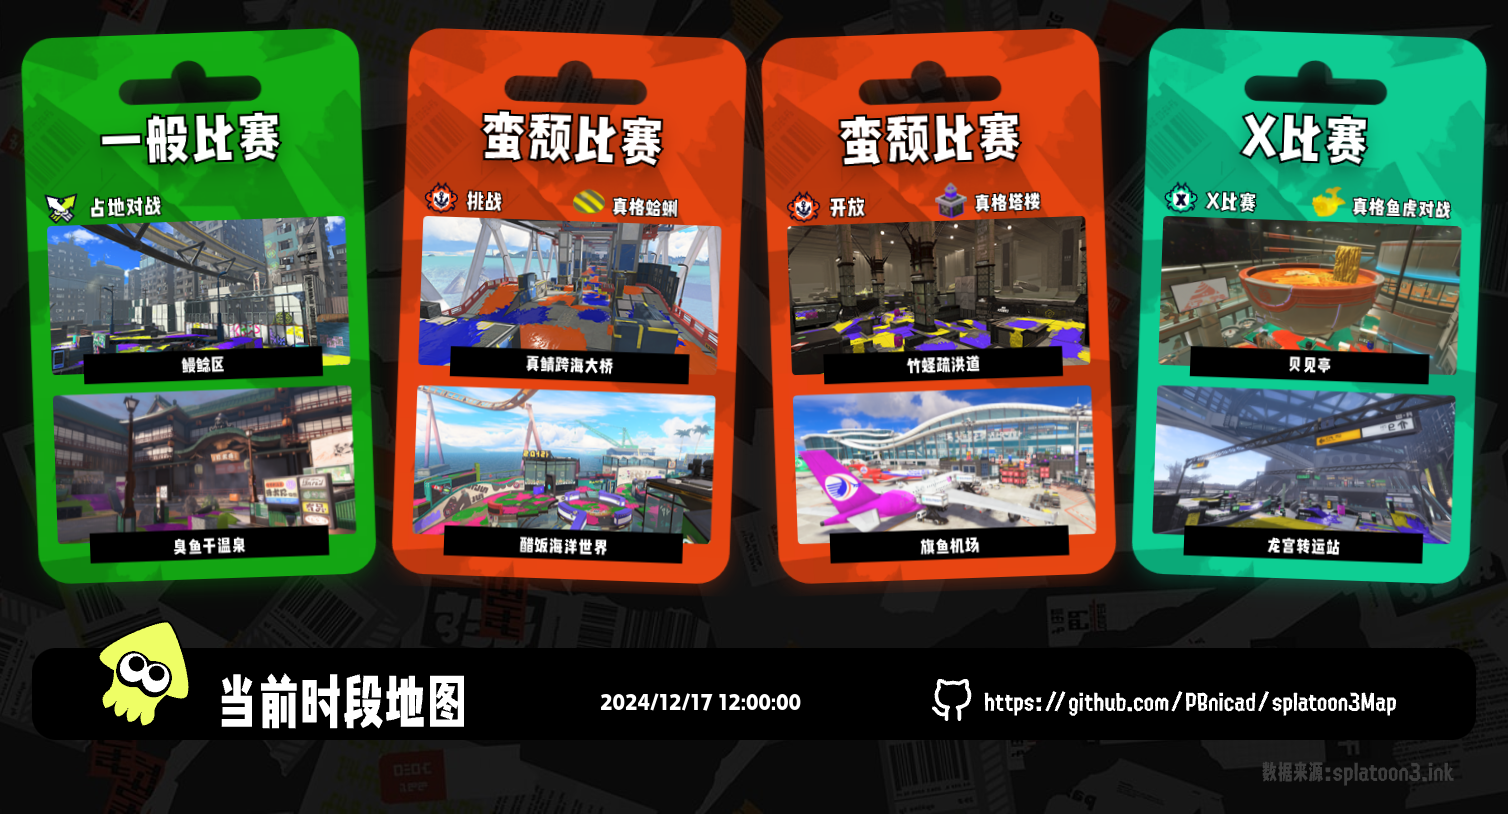 一般比赛
占地对战
鳗鲶区
臭鱼干温泉
蛮颓比赛
挑战
真格蛤蜊
真鲭跨海大桥
醋饭海洋世界
蛮颓比赛
开放
真格塔楼
竹蛏疏洪道
旗鱼机场
X比赛
X比赛
真格鱼虎对战
贝见亭
龙宫转运站
当前时段地图
2024/12/17 12:00:00
https://github.com/PBnicad/splatoon3Map
数据来源:splatoon3.ink